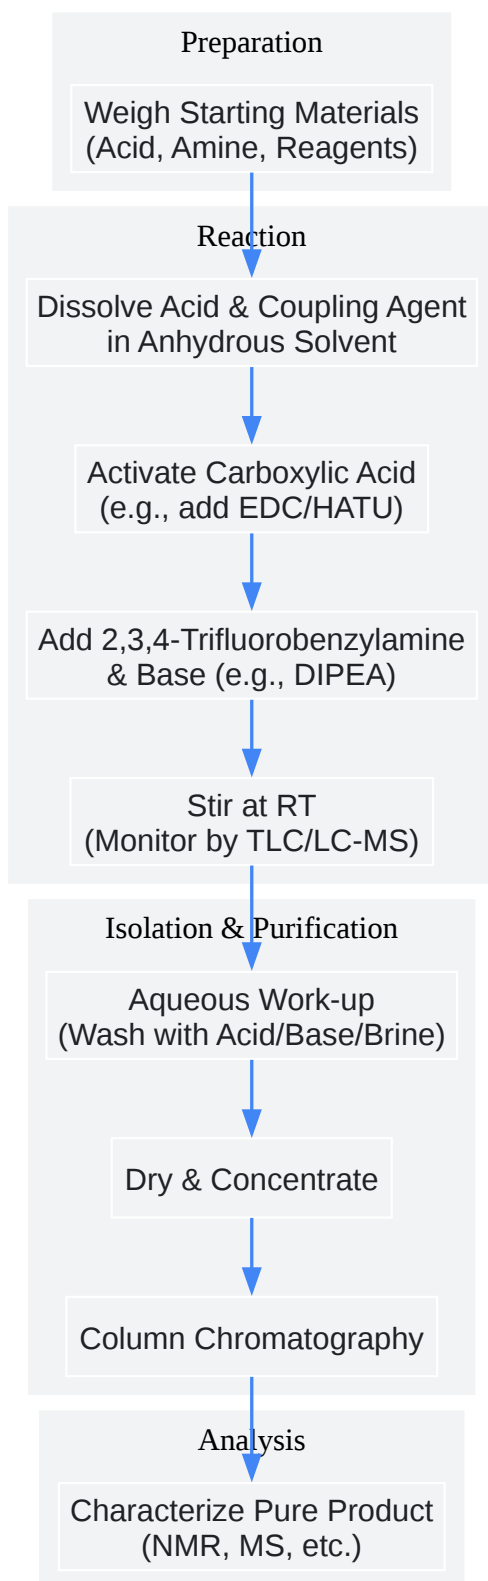 Preparation
Weigh Starting Materials
(Acid, Amine, Reagents)
Reaction
Dissolve Acid & Coupling Agent
in Anhydrous Solvent
Activate Carboxylic Acid
(e.g., add EDC/HATU)
Add 2,3,4-Trifluorobenzylamine
& Base (e.g., DIPEA)
Stir at RT
(Monitor by TLC/LC-MS)
Isolation & Purification
Aqueous Work-up
(Wash with Acid/Base/Brine)
Dry & Concentrate
Column Chromatography
Analysis
Characterize Pure Product
(NMR, MS, etc.)